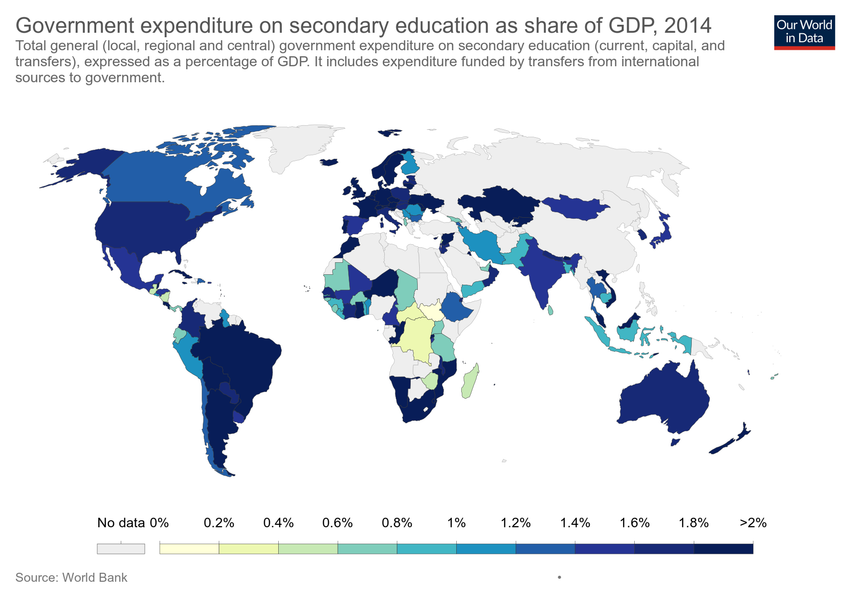 Government expenditure on secondary education as share of GDP, 2014
Our World
in Data
Total general (local, regional and central) government expenditure on secondary education (current, capital, and
transfers), expressed as a percentage of GDP. It includes expenditure funded by transfers from international
sources to government.
No data 0% 0.2% 0.4% 0.6% 0.8% 1% 1.2% 1.4% 1.6% 1.8% >2%
Source: World Bank